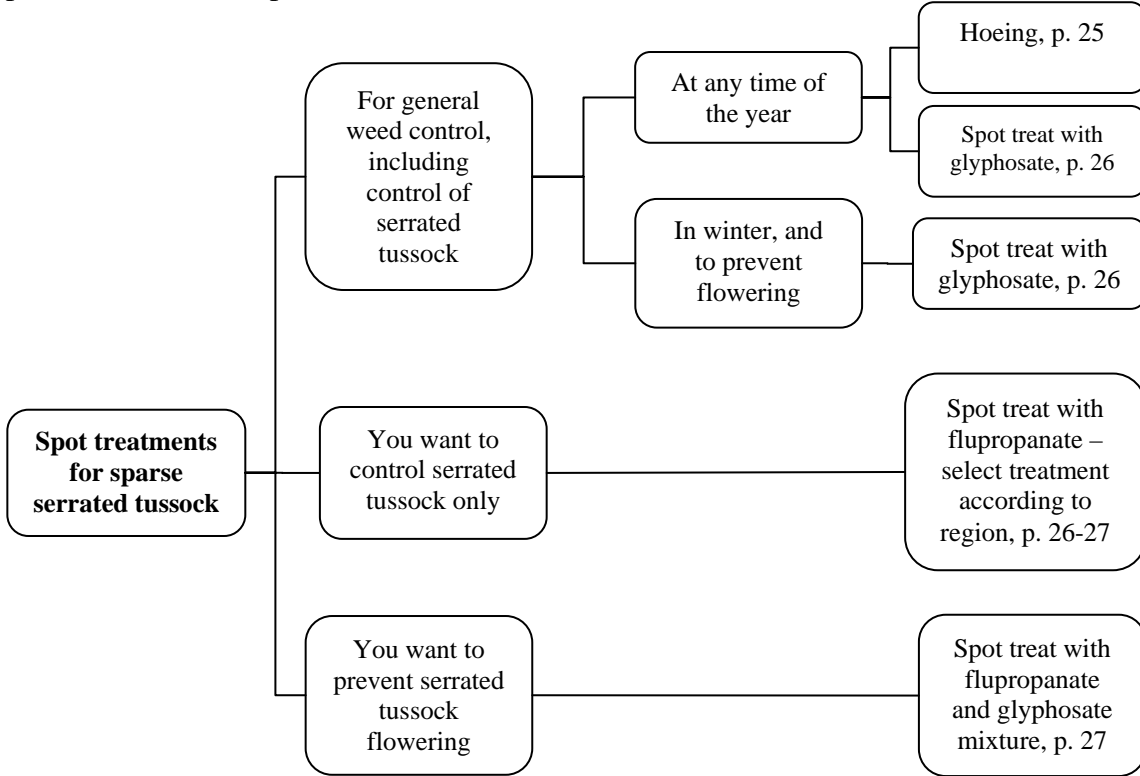 Hoeing, p. 25
For general
weed control,
including
control of
serrated
tussock
At any time of
the year
Spot treat with
glyphosate, p. 26
In winter, and
to prevent
flowering
Spot treat with
glyphosate, p. 26
Spot treatments
for sparse
serrated tussock
You want to
control serrated
tussock only
Spot treat with
flupropanate –
select treatment
according to
region, p. 26-27
You want to
prevent serrated
tussock
flowering
Spot treat with
flupropanate
and glyphosate
mixture, p. 27